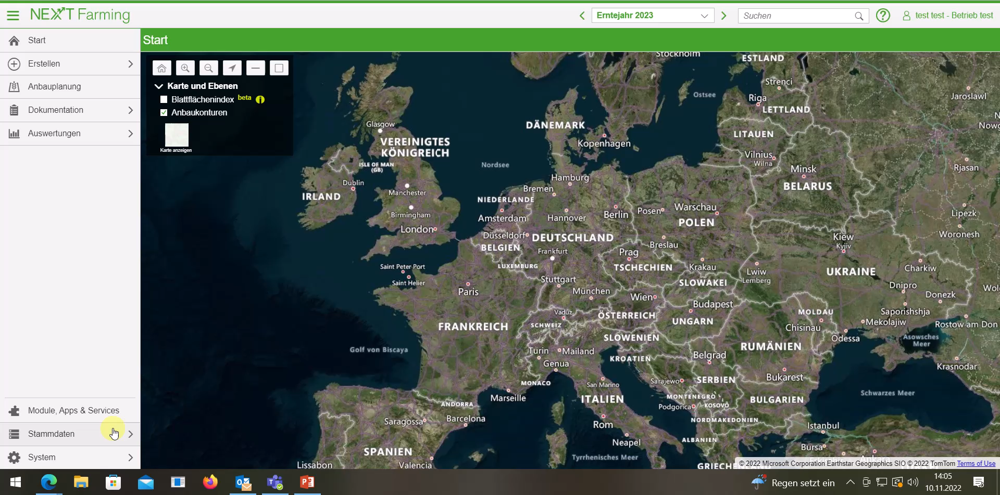 NEXT Farming
Erntejahr 2023
Suchen
test test - Betrieb test
Start
Start
Erstellen
Anbauplanung
Dokumentation
Auswertungen
Module, Apps & Services
Stammdaten
System
Karte und Ebenen
Blattflächenindex beta
Anbaukonturen
Karte anzeigen
Stockholm
ESTLAND
Strenci
Ostsee
Riga
LETTLAND
Jaroslawl
Glasgow
DÄNEMARK
Kopenhagen
LITAUEN
VEREINIGTES
KÖNIGREICH
Vilnius
Wilna
ISLE OF MAN
(GB)
Nordsee
Minsk
BELARUS
Rjasan
Dublin
Manchester
Hamburg
Bremen
IRLAND
NIEDERLANDE
Birmingham
Amsterdam
Hannover
Berlin
Posen
Warschau
POLEN
Lipezk
London
Düsseldorf
DEUTSCHLAND
BELGIEN
Frankfurt
Breslau
Kiew
Kyjiv
Woronesh
Prag
LUXEMBURG
TSCHECHIEN
Krakau
Lwiw
Lemberg
UKRAINE
Charkiw
Saint Peter Port
Saint Helier
Stuttgart
SLOWAKEI
Dnipro
Paris
München
Wien
Budapest
Donezk
Vaduz
ÖSTERREICH
UNGARN
MOLDAU
Saporishshja
FRANKREICH
SCHWEIZ
Chisinau
Mekolajiw
Rostow am Don
SLOWENIEN
Odessa
Asowsches
Meer
Golf von Biscaya
Turin
Mailand
KROATIEN
Belgrad
RUMÄNIEN
Genua
Krasnodar
MONACO
San Marino
Sarajewo
SERBIEN
Bukarest
Marseille
ITALIEN
MONTENEGRO
Podgorica
KOSOVO
BULGARIEN
Schwarzes Meer
ANDORRA
Saragossa
Barcelona
Rom
NORDMAKEDONIEN
Istanbul
Neapel
ALBANIEN
Bursa
SPANIEN
Valencia
Lissabon
Tyrrhenisches Meer
© 2022 Microsoft Corporation Earthstar Geographics SIO © 2022 TomTom Terms of Use
Regen setzt ein
14:05
10.11.2022